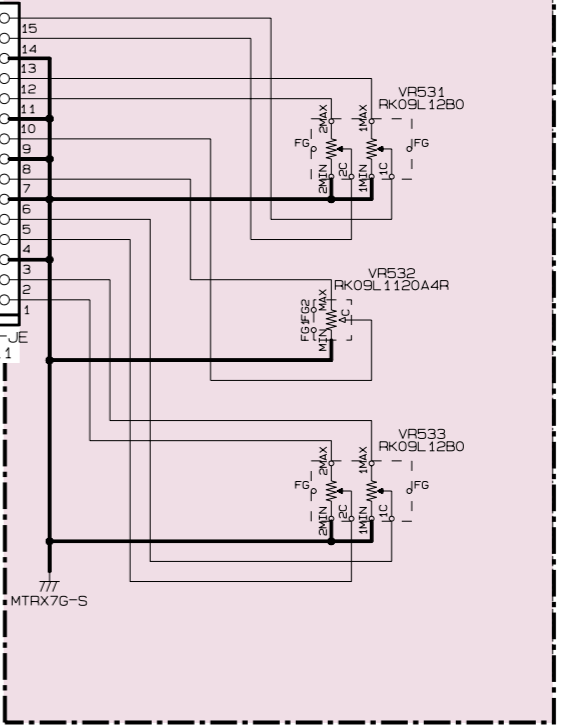 15
14
13
12
11
10
9
8
7
6
5
4
3
2
1
-JE
.1
VR531
RK09L12B0
2MAX
1MAX
FG
FG
2MIN
2C
1MIN
1C
VR532
RK09L1120A4R
FG2
MAX
C
FG1
MIN
VR533
RK09L12B0
2MAX
1MAX
FG
FG
2MIN
2C
1MIN
1C
MTRX7G-S